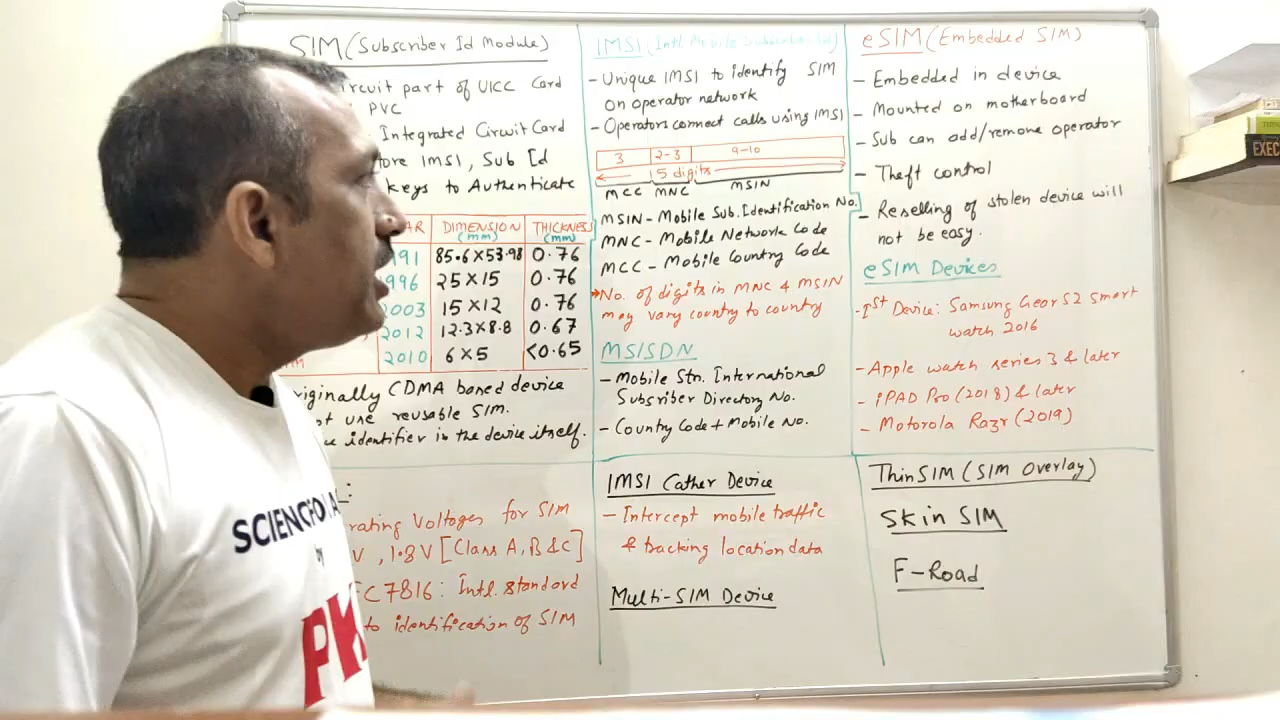 SIM (Subscriber Id Module)
ircuit part of UICC Card
PVC
Integrated Circuit Card
ore IMSI, Sub Id
keys to Authenticate
AR DIMENSION (mm) THICKNESS (mm)
991 85.6 × 53.98 0.76
1996 25 × 15 0.76
2003 15 × 12 0.76
2012 12.3 × 8.8 0.67
2010 6 × 5 <0.65
riginally CDMA based device
ot use reusable SIM.
e identifier in the device itself.
L:
rating Voltages for SIM
V, 1.8V [Class A, B & C]
EC 7816: Intl. standard
to identification of SIM
IMSI (Intl. Mobile Subscriber Id)
- Unique IMSI to identify SIM
on operator network
- Operators connect calls using IMSI
3 2-3 9-10
15 digits
MCC MNC MSIN
MSIN - Mobile Sub. Identification No.
MNC - Mobile Network Code
MCC - Mobile Country Code
No. of digits in MNC & MSIN
may vary country to country
MSISDN
- Mobile Stn. International
Subscriber Directory No.
- Country Code + Mobile No.
IMSI Cather Device
- Intercept mobile traffic
& tracking location data
Multi-SIM Device
eSIM (Embedded SIM)
- Embedded in device
- Mounted on motherboard
- Sub can add/remove operator
- Theft control
- Reselling of stolen device will
not be easy.
eSIM Devices
- 1st Device: Samsung Gear S2 Smart
watch 2016
- Apple watch series 3 & later
- iPAD Pro (2018) & later
- Motorola Razr (2019)
ThinSIM (SIM Overlay)
Skin SIM
F-Road
SCIENCE
by
PK
EXEC